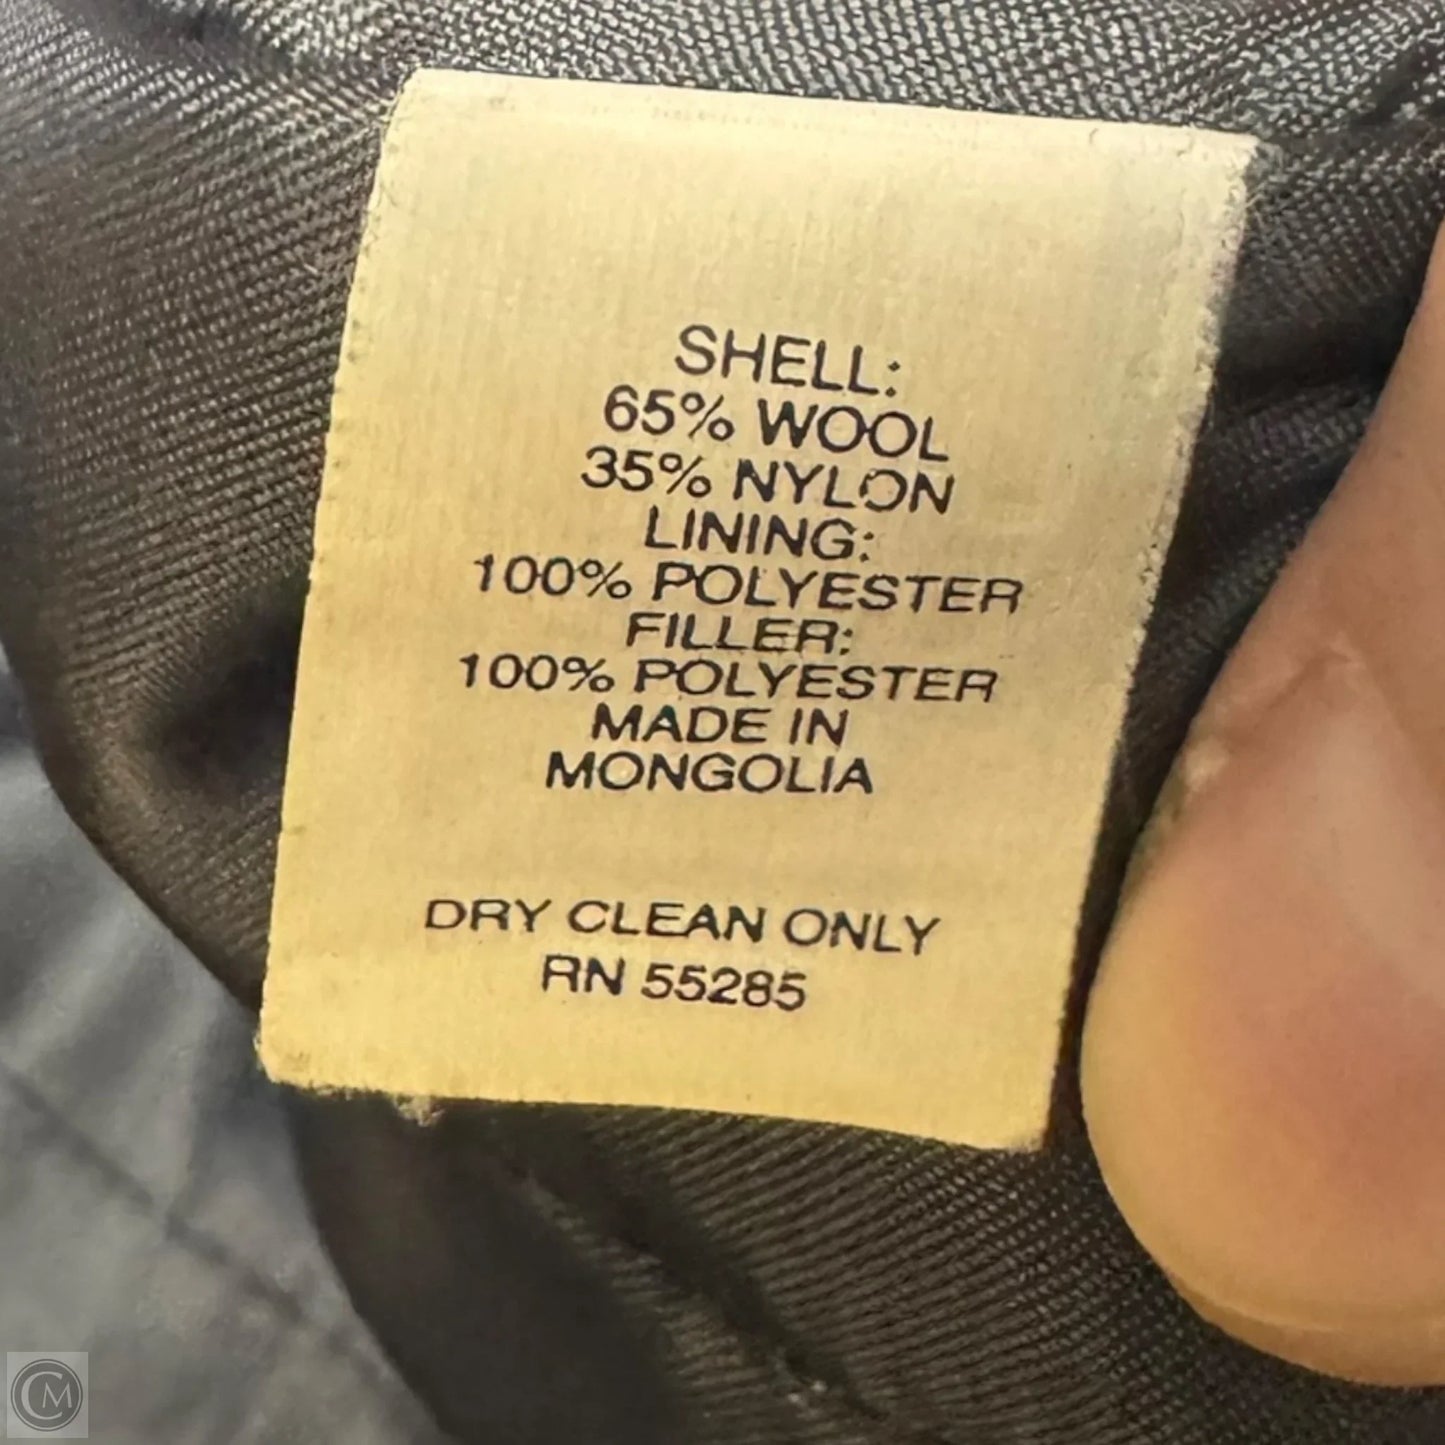 SHELL:
65% WOOL
35% NYLON
LINING:
100% POLYESTER
FILLER:
100% POLYESTER
MADE IN
MONGOLIA
DRY CLEAN ONLY
RN 55285
CM